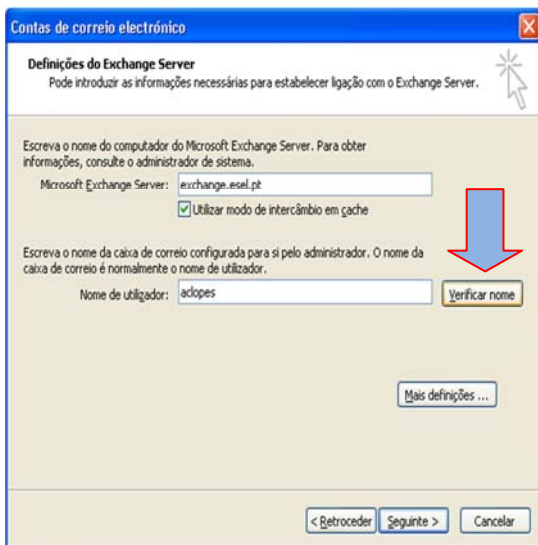 Contas de correio electrónico
Definições do Exchange Server
Pode introduzir as informações necessárias para estabelecer ligação com o Exchange Server.
Escreva o nome do computador do Microsoft Exchange Server. Para obter
informações, consulte o administrador de sistema.
Microsoft Exchange Server: exchange.esel.pt
Utilizar modo de intercâmbio em cache
Escreva o nome da caixa de correio configurada para si pelo administrador. O nome da
caixa de correio é normalmente o nome de utilizador.
Nome de utilizador: aclopes Verificar nome
Mais definições ...
< Retroceder Seguinte > Cancelar